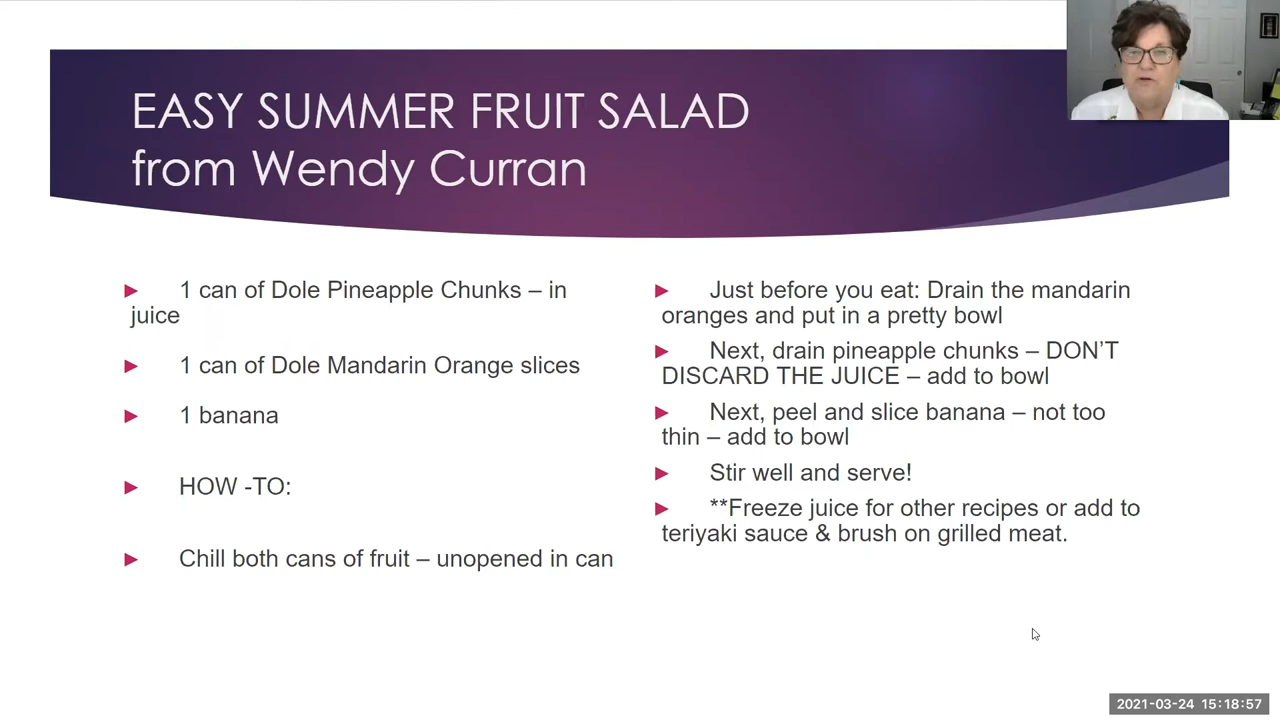 EASY SUMMER FRUIT SALAD
from Wendy Curran
1 can of Dole Pineapple Chunks – in
juice
1 can of Dole Mandarin Orange slices
1 banana
HOW -TO:
Chill both cans of fruit – unopened in can
Just before you eat: Drain the mandarin
oranges and put in a pretty bowl
Next, drain pineapple chunks – DON'T
DISCARD THE JUICE – add to bowl
Next, peel and slice banana – not too
thin – add to bowl
Stir well and serve!
**Freeze juice for other recipes or add to
teriyaki sauce & brush on grilled meat.
2021-03-24 15:18:57